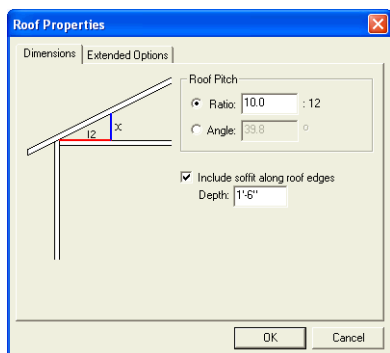 Roof Properties
Dimensions
Extended Options
Roof Pitch
Ratio: 10.0 : 12
Angle: 39.8 °
x
12
Include soffit along roof edges
Depth: 1'-6"
OK
Cancel